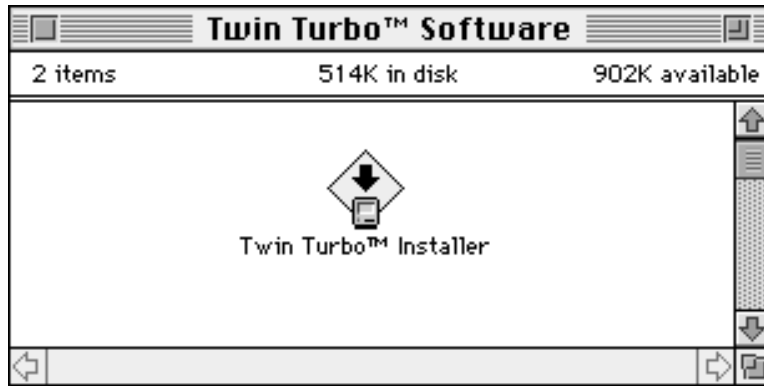 Twin Turbo™ Software
2 items 514K in disk 902K available
Twin Turbo™ Installer